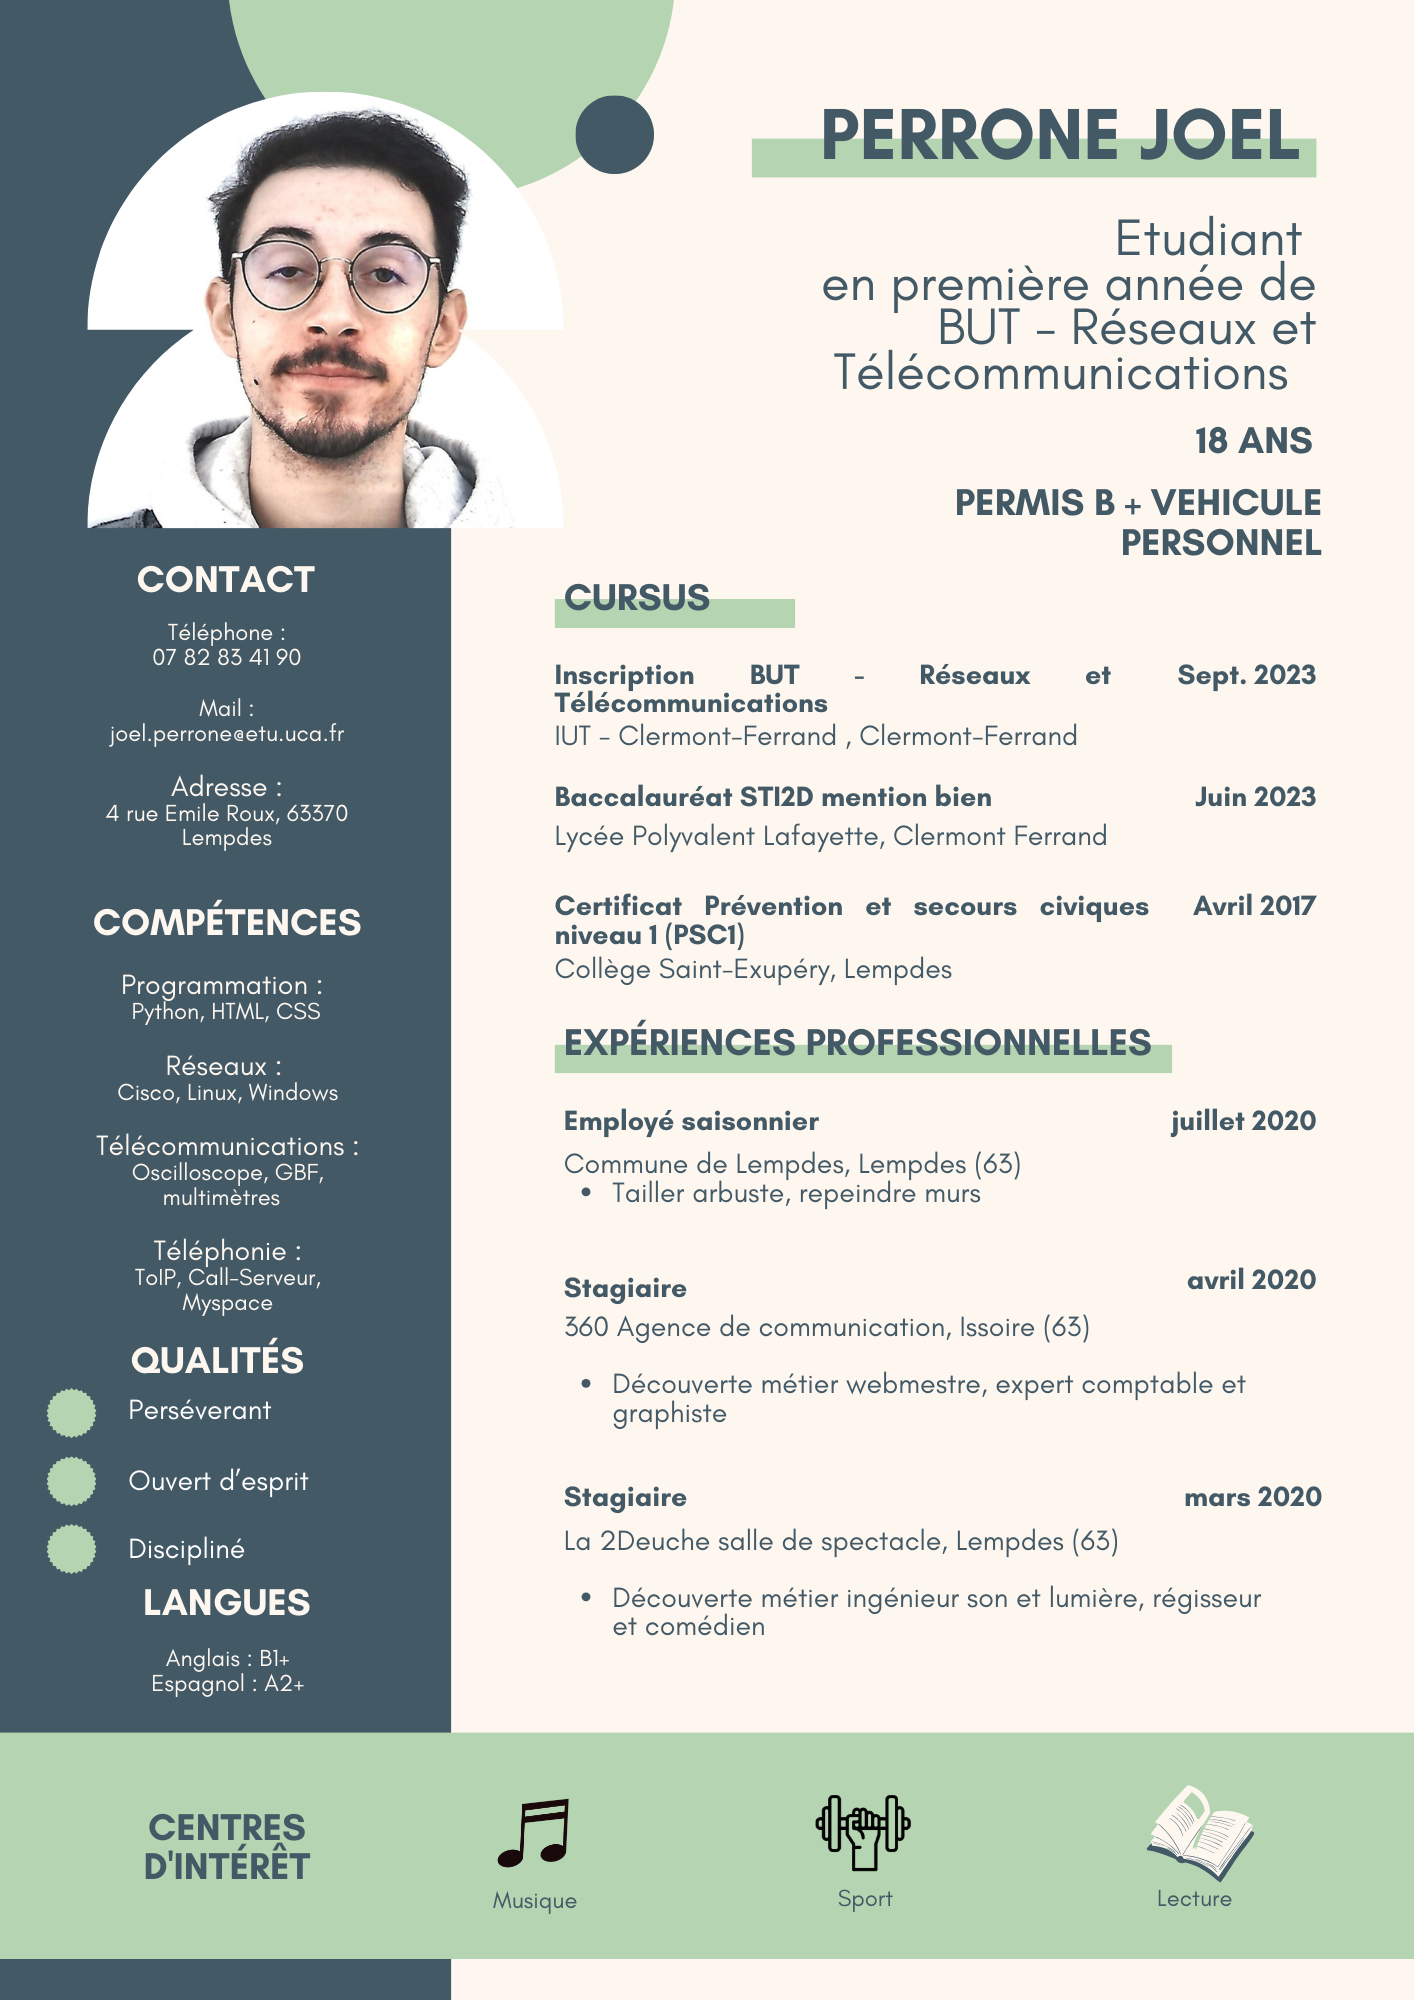 PERRONE JOEL
Etudiant
en première année de
BUT - Réseaux et
Télécommunications
18 ANS
PERMIS B + VEHICULE
PERSONNEL
CONTACT
Téléphone :
07 82 83 41 90
Mail :
joel.perrone@etu.uca.fr
Adresse :
4 rue Emile Roux, 63370
Lempdes
COMPÉTENCES
Programmation :
Python, HTML, CSS
Réseaux :
Cisco, Linux, Windows
Télécommunications :
Oscilloscope, GBF,
multimètres
Téléphonie :
ToIP, Call-Serveur,
Myspace
QUALITÉS
Perséverant
Ouvert d'esprit
Discipliné
LANGUES
Anglais : B1+
Espagnol : A2+
CURSUS
Inscription BUT - Réseaux et Sept. 2023
Télécommunications
IUT - Clermont-Ferrand , Clermont-Ferrand
Baccalauréat STI2D mention bien Juin 2023
Lycée Polyvalent Lafayette, Clermont Ferrand
Certificat Prévention et secours civiques Avril 2017
niveau 1 (PSC1)
Collège Saint-Exupéry, Lempdes
EXPÉRIENCES PROFESSIONNELLES
Employé saisonnier juillet 2020
Commune de Lempdes, Lempdes (63)
• Tailler arbuste, repeindre murs
Stagiaire avril 2020
360 Agence de communication, Issoire (63)
• Découverte métier webmestre, expert comptable et
graphiste
Stagiaire mars 2020
La 2Deuche salle de spectacle, Lempdes (63)
• Découverte métier ingénieur son et lumière, régisseur
et comédien
CENTRES
D'INTÉRÊT
Musique
Sport
Lecture